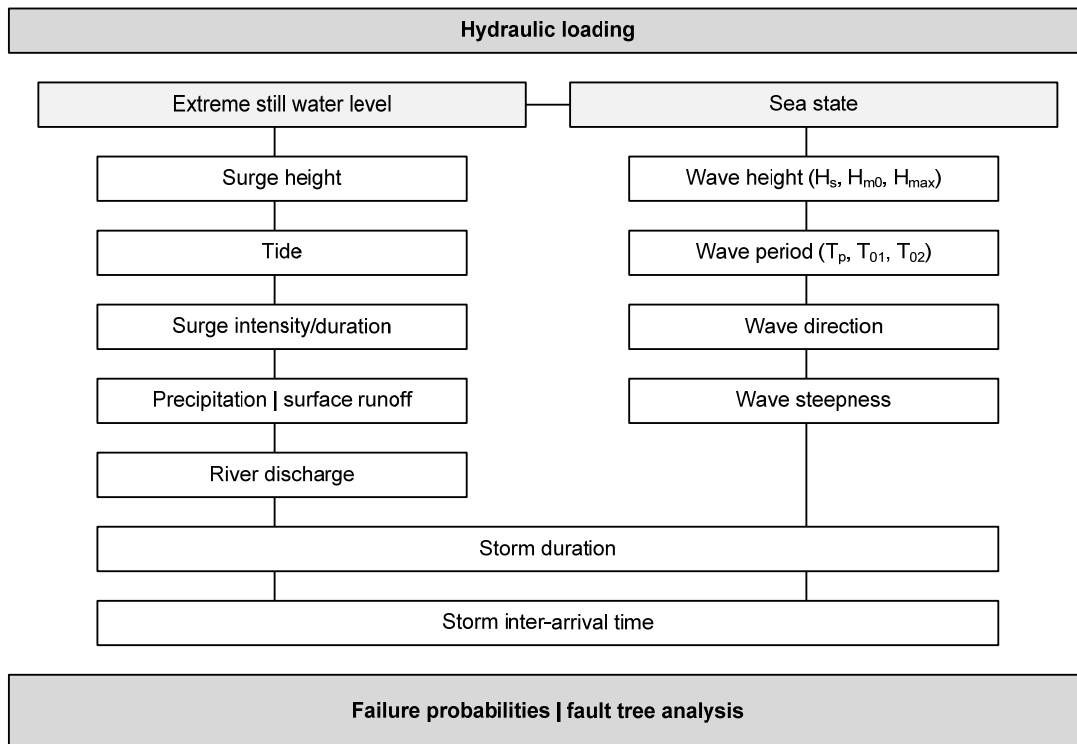 Hydraulic loading
Extreme still water level
Sea state
Surge height
Wave height (Hs, Hm0, Hmax)
Tide
Wave period (Tp, T01, T02)
Surge intensity/duration
Wave direction
Precipitation | surface runoff
Wave steepness
River discharge
Storm duration
Storm inter-arrival time
Failure probabilities | fault tree analysis